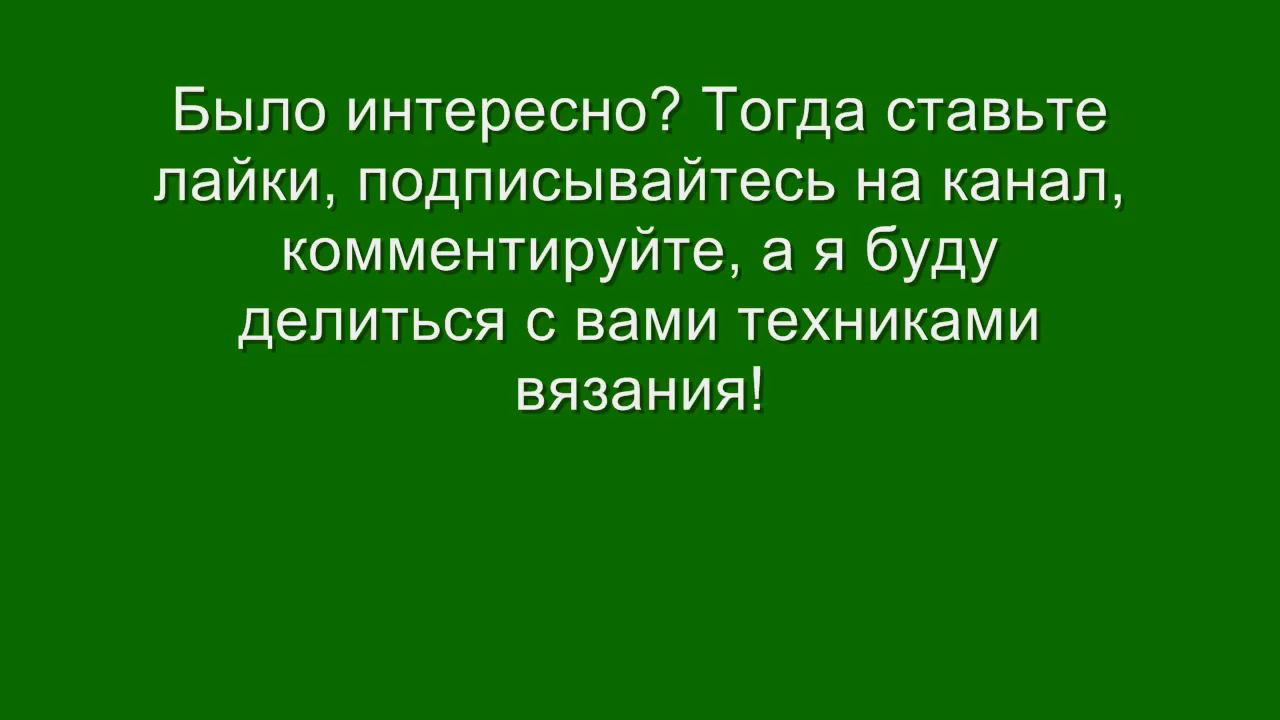 Было интересно? Тогда ставьте
лайки, подписывайтесь на канал,
комментируйте, а я буду
делиться с вами техниками
вязания!